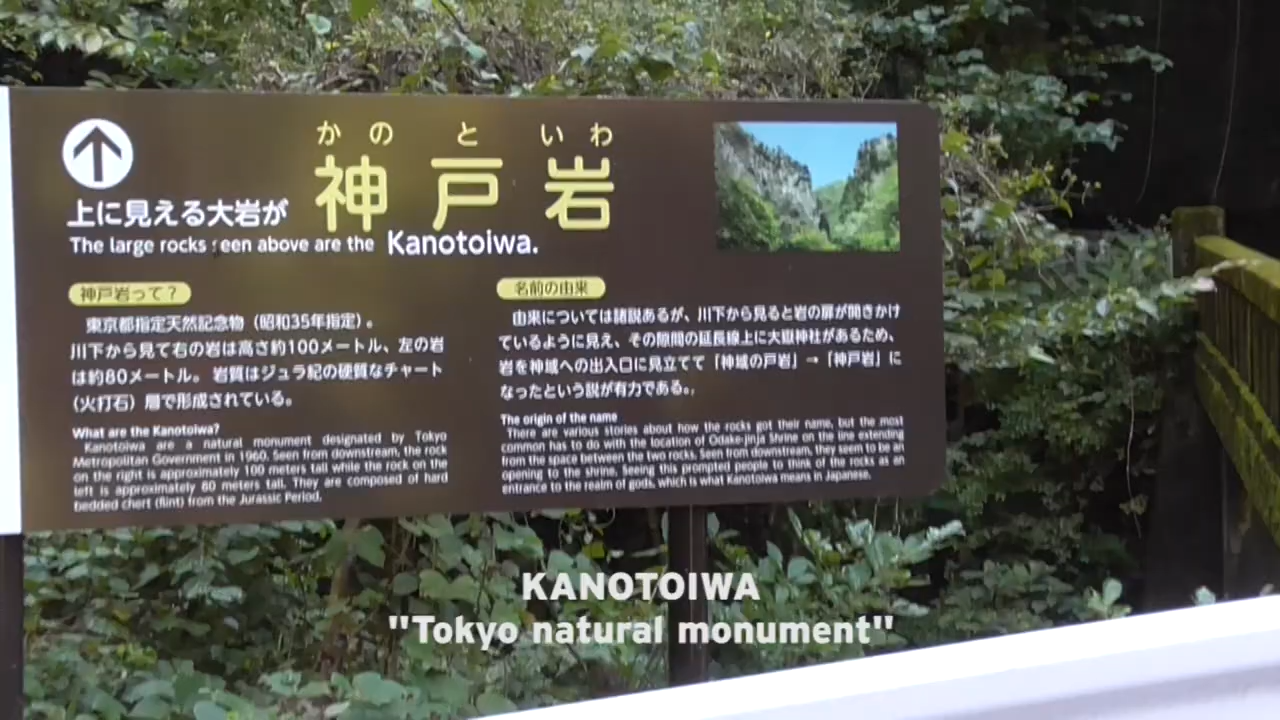 かのといわ
神戸岩
上に見える大岩が
The large rocks seen above are the Kanotoiwa.
神戸岩って？
東京都指定天然記念物（昭和35年指定）。
川下から見て右の岩は高さ約100メートル、左の岩
は約80メートル。岩質はジュラ紀の硬質なチャート
（火打石）層で形成されている。
What are the Kanotoiwa?
Kanotoiwa are a natural monument designated by Tokyo
Metropolitan Government in 1960. Seen from downstream, the rock
on the right is approximately 100 meters tall while the rock on the
left is approximately 80 meters tall. They are composed of hard
bedded chert (flint) from the Jurassic Period.
名前の由来
由来については諸説あるが、川下から見ると岩の扉が開きかけ
ているように見え、その隙間の延長線上に大嶽神社があるため、
岩を神域への出入口に見立てて「神域の戸岩」→「神戸岩」に
なったという説が有力である。
The origin of the name
There are various stories about how the rocks got their name, but the most
common has to do with the location of Odake-jinja Shrine on the line extending
from the space between the two rocks. Seen from downstream, they seem to be an
opening to the shrine. Seeing this prompted people to think of the rocks as an
entrance to the realm of gods, which is what Kanotoiwa means in Japanese.
KANOTOIWA
"Tokyo natural monument"